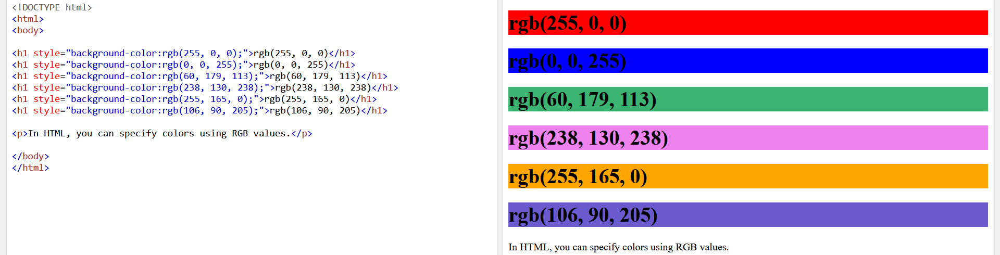 <!DOCTYPE html>
<html>
<body>
<h1 style="background-color:rgb(255, 0, 0);">rgb(255, 0, 0)</h1>
<h1 style="background-color:rgb(0, 0, 255);">rgb(0, 0, 255)</h1>
<h1 style="background-color:rgb(60, 179, 113);">rgb(60, 179, 113)</h1>
<h1 style="background-color:rgb(238, 130, 238);">rgb(238, 130, 238)</h1>
<h1 style="background-color:rgb(255, 165, 0);">rgb(255, 165, 0)</h1>
<h1 style="background-color:rgb(106, 90, 205);">rgb(106, 90, 205)</h1>
<p>In HTML, you can specify colors using RGB values.</p>
</body>
</html>
rgb(255, 0, 0)
rgb(0, 0, 255)
rgb(60, 179, 113)
rgb(238, 130, 238)
rgb(255, 165, 0)
rgb(106, 90, 205)
In HTML, you can specify colors using RGB values.